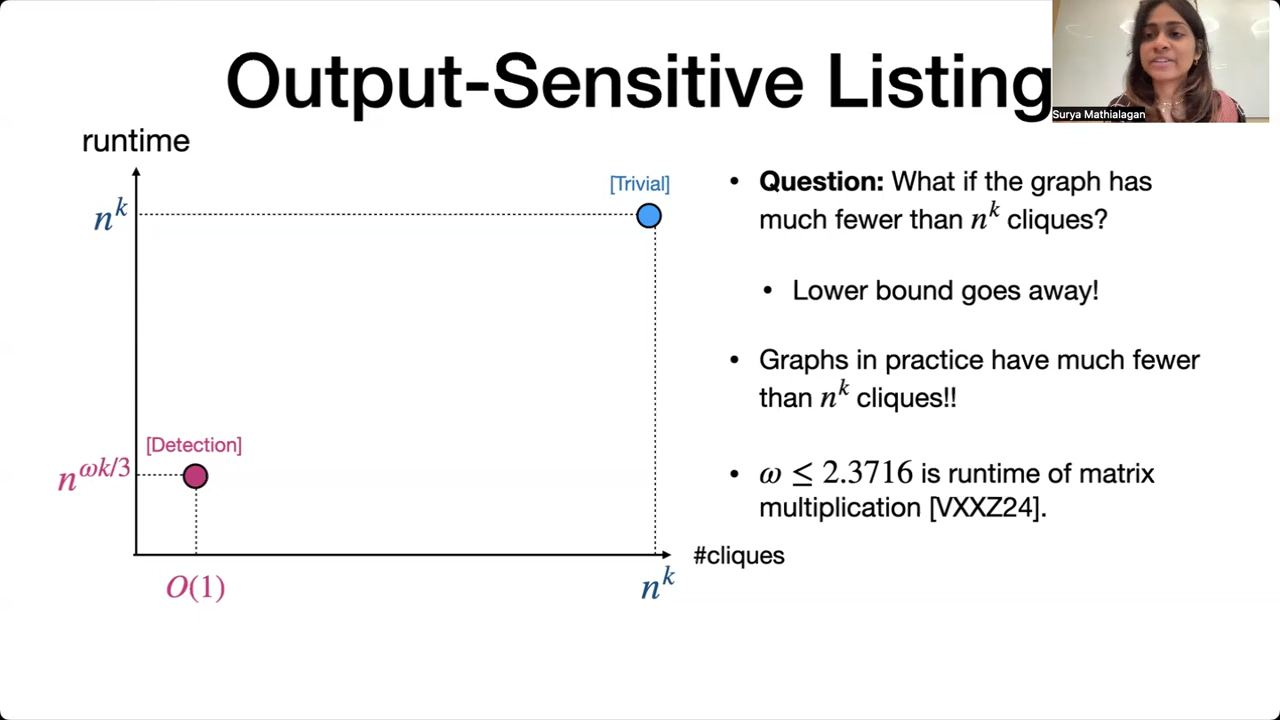 Output-Sensitive Listing
Surya Mathialagan
runtime
[Trivial]
n^k
[Detection]
n^{ωk/3}
#cliques
O(1)
n^k
• Question: What if the graph has
much fewer than n^k cliques?
• Lower bound goes away!
• Graphs in practice have much fewer
than n^k cliques!!
• ω ≤ 2.3716 is runtime of matrix
multiplication [VXXZ24].